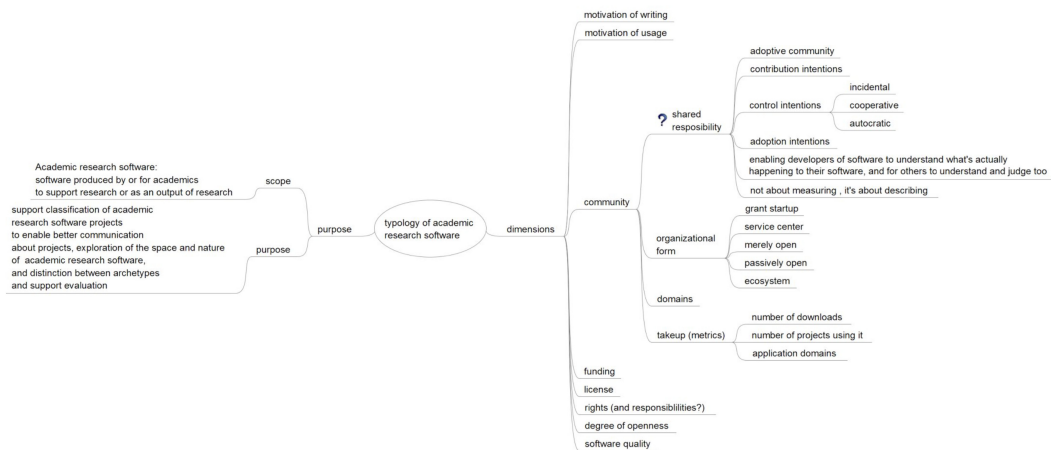 Academic research software:
software produced by or for academics
to support research or as an output of research
scope
support classification of academic
research software projects
to enable better communication
about projects, exploration of the space and nature
of academic research software,
and distinction between archetypes
and support evaluation
purpose
purpose
typology of academic
research software
dimensions
motivation of writing
motivation of usage
community
? shared
resposibility
adoptive community
contribution intentions
control intentions
incidental
cooperative
autocratic
adoption intentions
enabling developers of software to understand what's actually
happening to their software, and for others to understand and judge too
not about measuring , it's about describing
organizational
form
grant startup
service center
merely open
passively open
ecosystem
domains
takeup (metrics)
number of downloads
number of projects using it
application domains
funding
license
rights (and responsiblilities?)
degree of openness
software quality